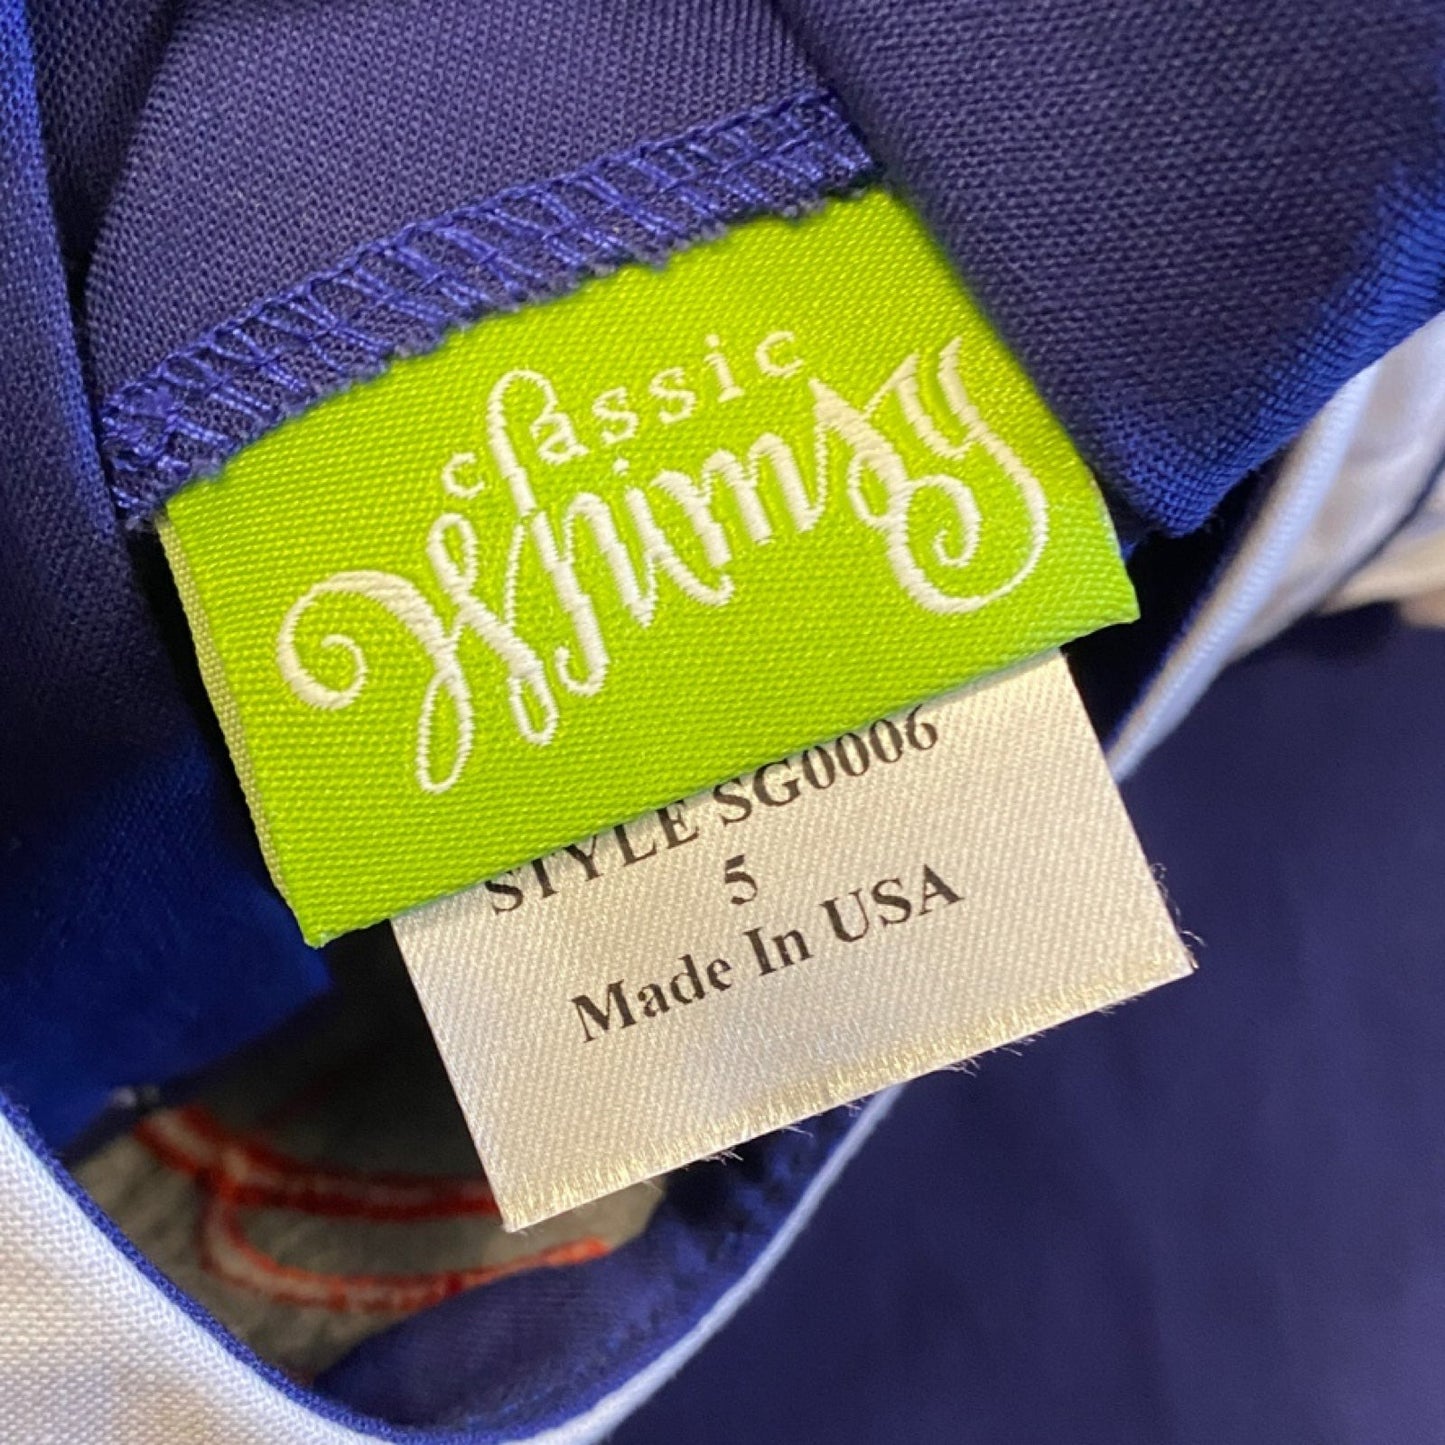 classic
Whimsy
STYLE SG0006
5
Made In USA